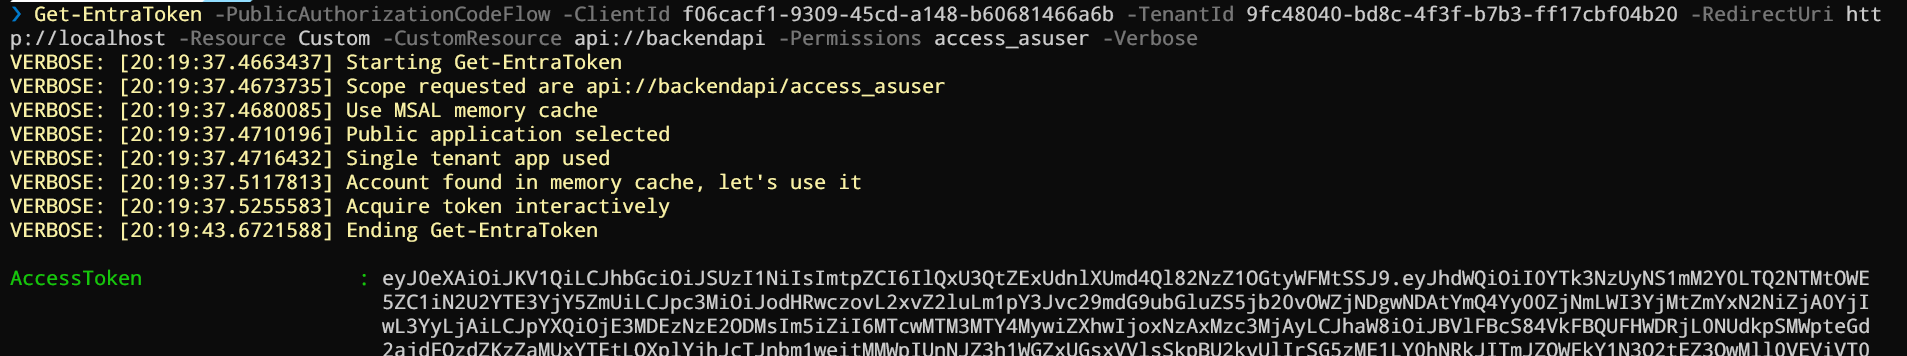 ❯ Get-EntraToken -PublicAuthorizationCodeFlow -ClientId f06cacf1-9309-45cd-a148-b60681466a6b -TenantId 9fc48040-bd8c-4f3f-b7b3-ff17cbf04b20 -RedirectUri htt
p://localhost -Resource Custom -CustomResource api://backendapi -Permissions access_asuser -Verbose
VERBOSE: [20:19:37.4663437] Starting Get-EntraToken
VERBOSE: [20:19:37.4673735] Scope requested are api://backendapi/access_asuser
VERBOSE: [20:19:37.4680085] Use MSAL memory cache
VERBOSE: [20:19:37.4710196] Public application selected
VERBOSE: [20:19:37.4716432] Single tenant app used
VERBOSE: [20:19:37.5117813] Account found in memory cache, let's use it
VERBOSE: [20:19:37.5255583] Acquire token interactively
VERBOSE: [20:19:43.6721588] Ending Get-EntraToken
AccessToken : eyJ0eXAiOiJKV1QiLCJhbGciOiJSUzI1NiIsImtpZCI6IlQxU3QtZExUdnlXUmd4Ql82NzZ1OGtyWFMtSSJ9.eyJhdWQiOiI0YTk3NzUyNS1mM2Y0LTQ2NTMtOWE
5ZC1iN2U2YTE3YjY5ZmUiLCJpc3MiOiJodHRwczovL2xvZ2luLm1pY3Jvc29mdG9ubGluZS5jb20vOWZjNDgwNDAtYmQ4Yy00ZjNmLWI3YjMtZmYxN2NiZjA0YjI
wL3YyLjAiLCJpYXQiOjE3MDEzNzE2ODMsIm5iZiI6MTcwMTM3MTY4MywiZXhwIjoxNzAxMzc3MjAyLCJhaW8iOiJBVlFBcS84VkFBQUFHWDRjL0NUdkpSMWpteGd